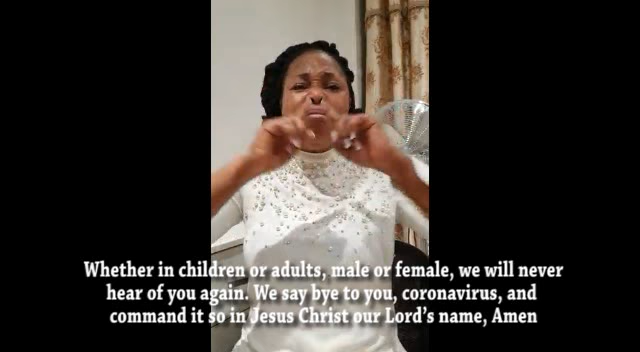 Whether in children or adults, male or female, we will never
hear of you again. We say bye to you, coronavirus, and
command it so in Jesus Christ our Lord’s name, Amen